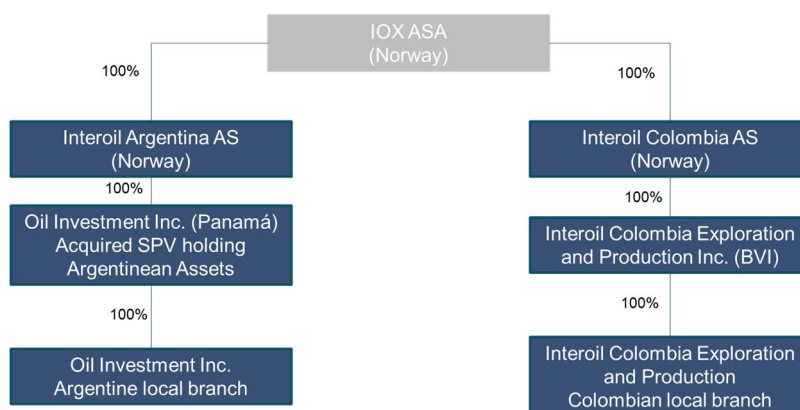 IOX ASA
(Norway)
100%
100%
Interoil Argentina AS
(Norway)
Interoil Colombia AS
(Norway)
100%
100%
Oil Investment Inc. (Panamá)
Acquired SPV holding
Argentinean Assets
Interoil Colombia Exploration
and Production Inc. (BVI)
100%
100%
Oil Investment Inc.
Argentine local branch
Interoil Colombia Exploration
and Production
Colombian local branch